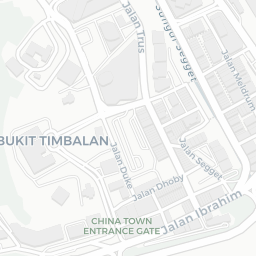 Jalan Trus
Sungai Segget
Jalan Meldrum
BUKIT TIMBALAN
Jalan Duke
Jalan Segget
Jalan Dhoby
Jalan Ibrahim
CHINA TOWN
ENTRANCE GATE